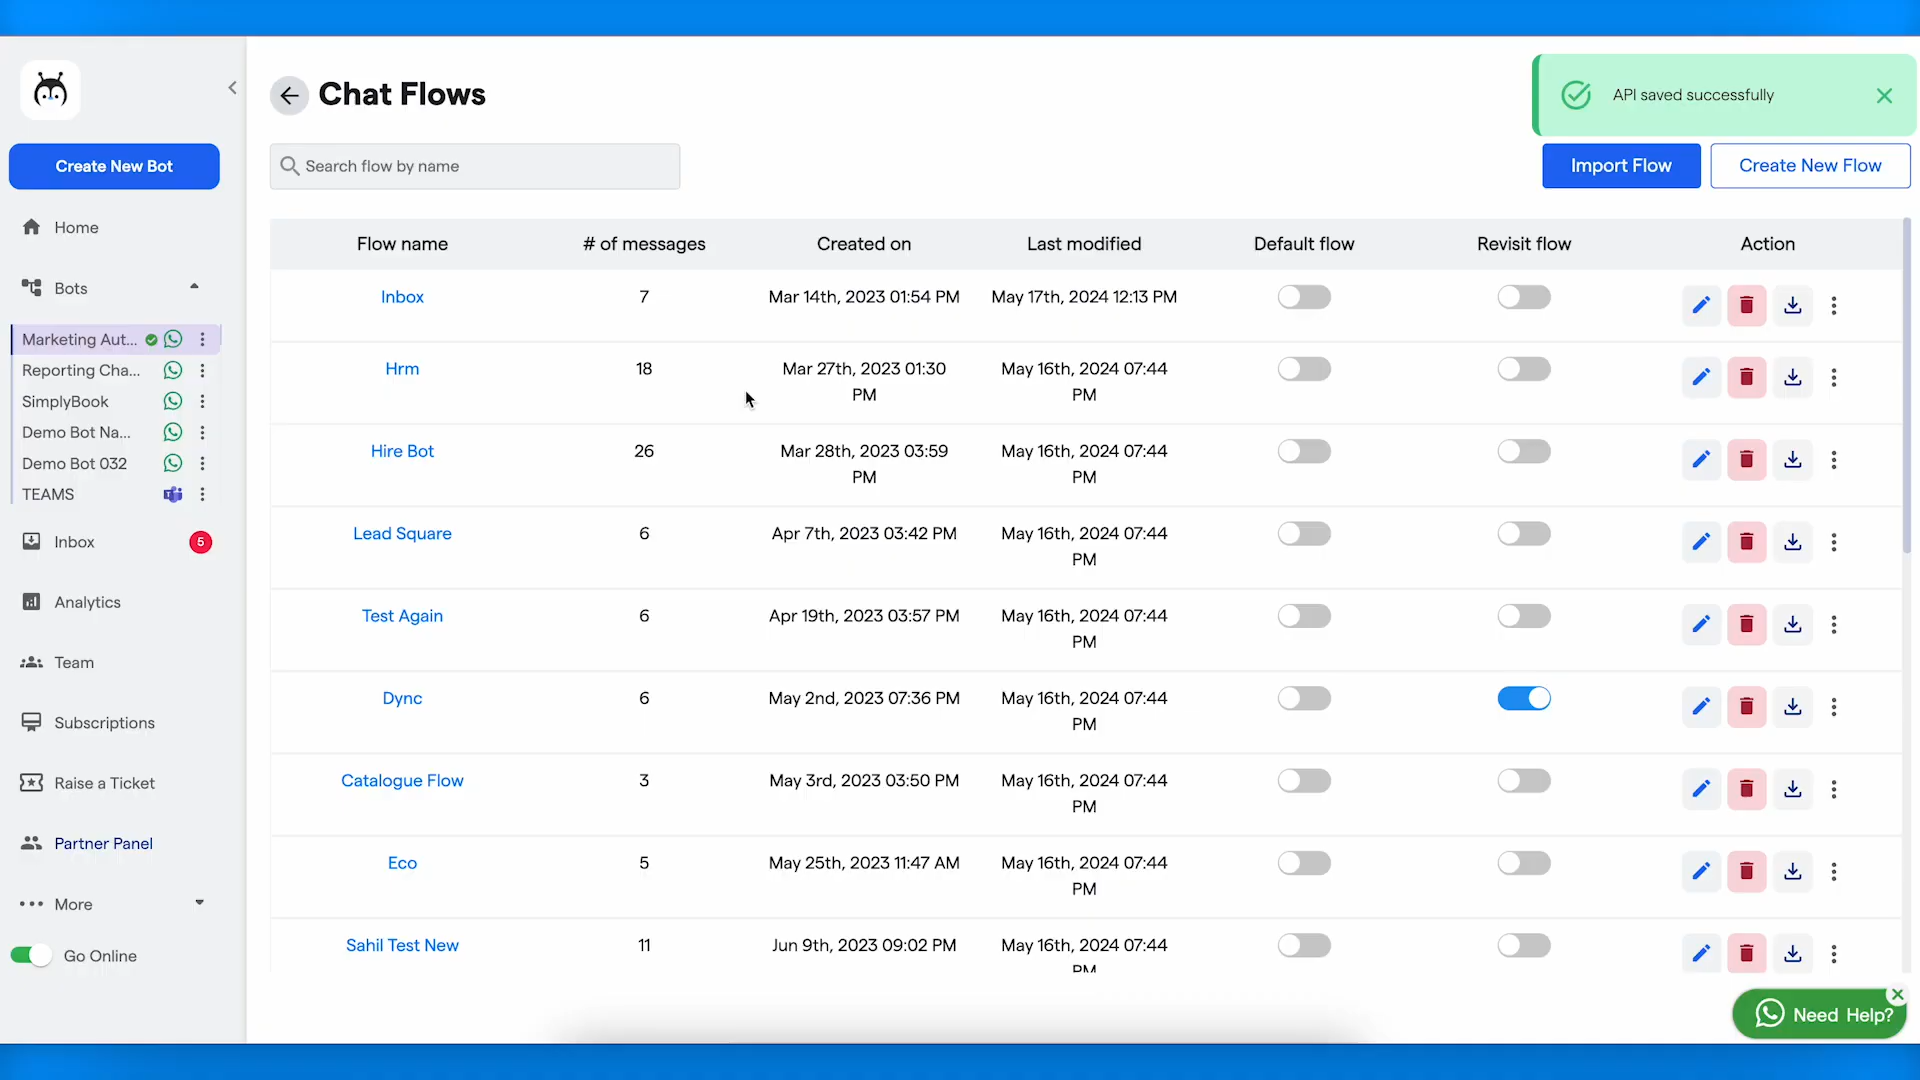 Chat Flows
API saved successfully
Create New Bot
Search flow by name
Import Flow
Create New Flow
Home
Bots
Marketing Aut...
Reporting Cha...
SimplyBook
Demo Bot Na...
Demo Bot 032
TEAMS
Inbox
5
Analytics
Team
Subscriptions
Raise a Ticket
Partner Panel
More
Go Online
Flow name # of messages Created on Last modified Default flow Revisit flow Action
Inbox 7 Mar 14th, 2023 01:54 PM May 17th, 2024 12:13 PM
Hrm 18 Mar 27th, 2023 01:30 May 16th, 2024 07:44
PM PM
Hire Bot 26 Mar 28th, 2023 03:59 May 16th, 2024 07:44
PM PM
Lead Square 6 Apr 7th, 2023 03:42 PM May 16th, 2024 07:44
PM
Test Again 6 Apr 19th, 2023 03:57 PM May 16th, 2024 07:44
PM
Dync 6 May 2nd, 2023 07:36 PM May 16th, 2024 07:44
PM
Catalogue Flow 3 May 3rd, 2023 03:50 PM May 16th, 2024 07:44
PM
Eco 5 May 25th, 2023 11:47 AM May 16th, 2024 07:44
PM
Sahil Test New 11 Jun 9th, 2023 09:02 PM May 16th, 2024 07:44
PM
Need Help?